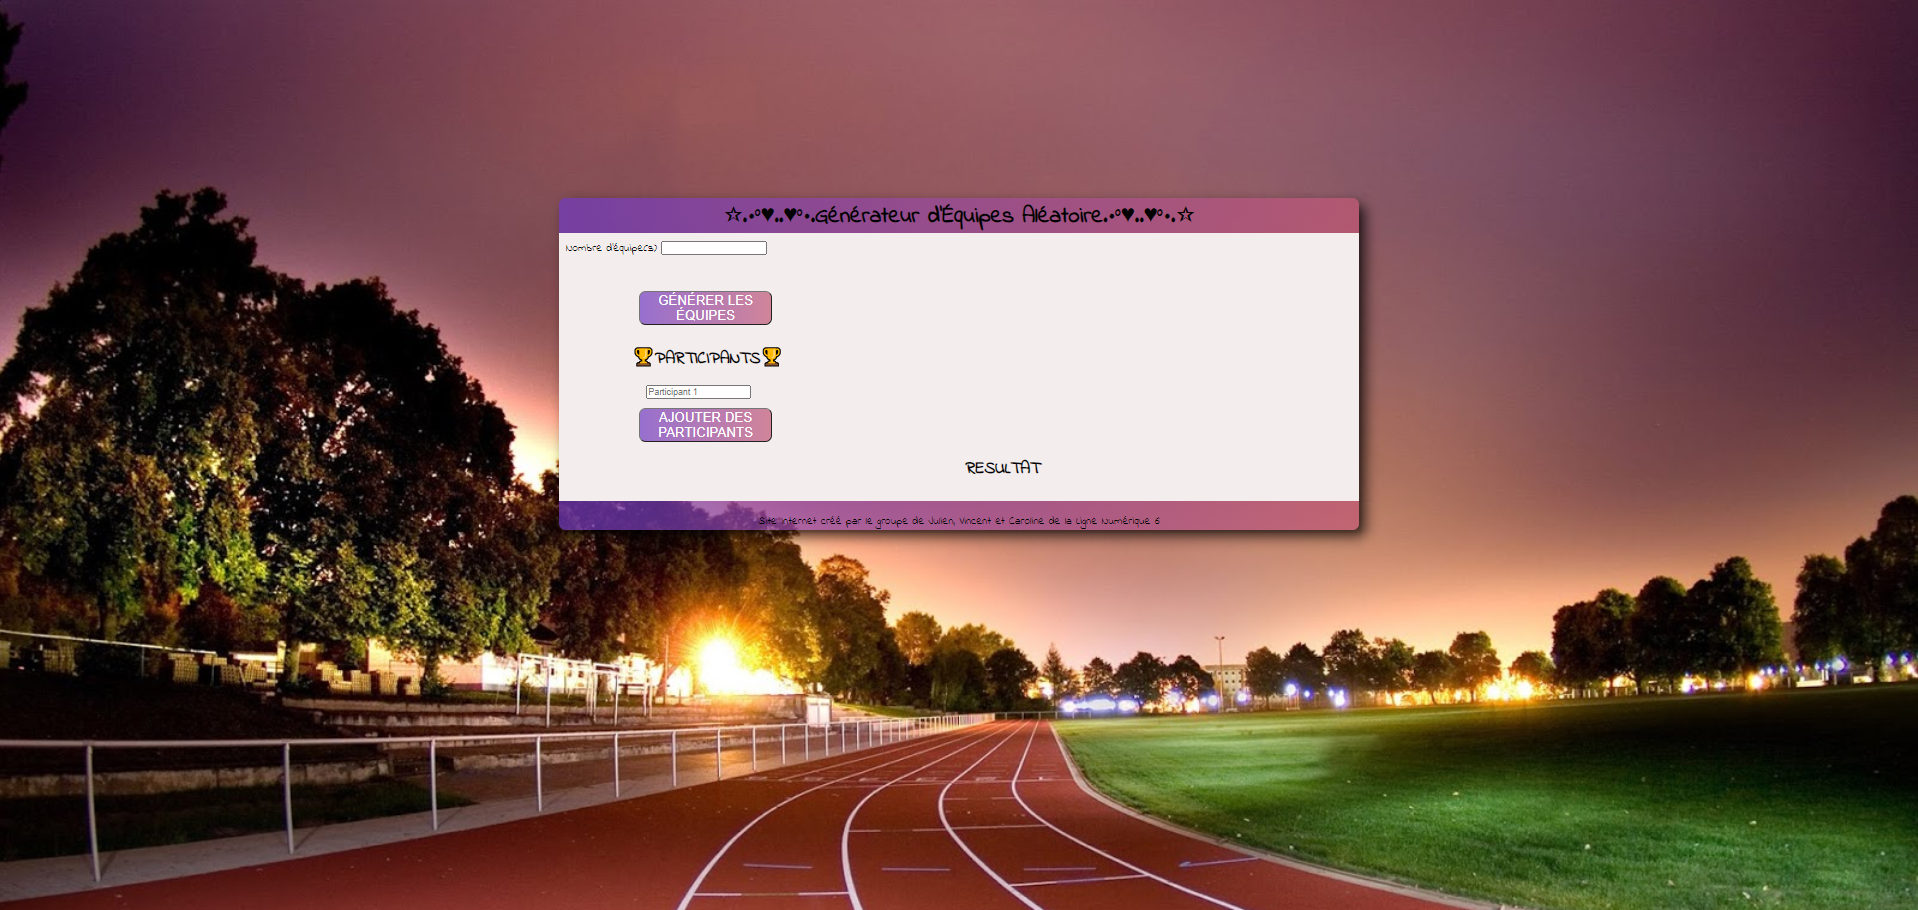 ☆.•°♥..♥°•.Générateur d'Équipes Aléatoire.•°♥..♥°•.☆
Nombre d'équipe(s)
GÉNÉRER LES
ÉQUIPES
🏆PARTICIPANTS🏆
Participant 1
AJOUTER DES
PARTICIPANTS
RESULTAT
Site internet créé par le groupe de Julien, Vincent et Caroline de la Ligne Numérique 6